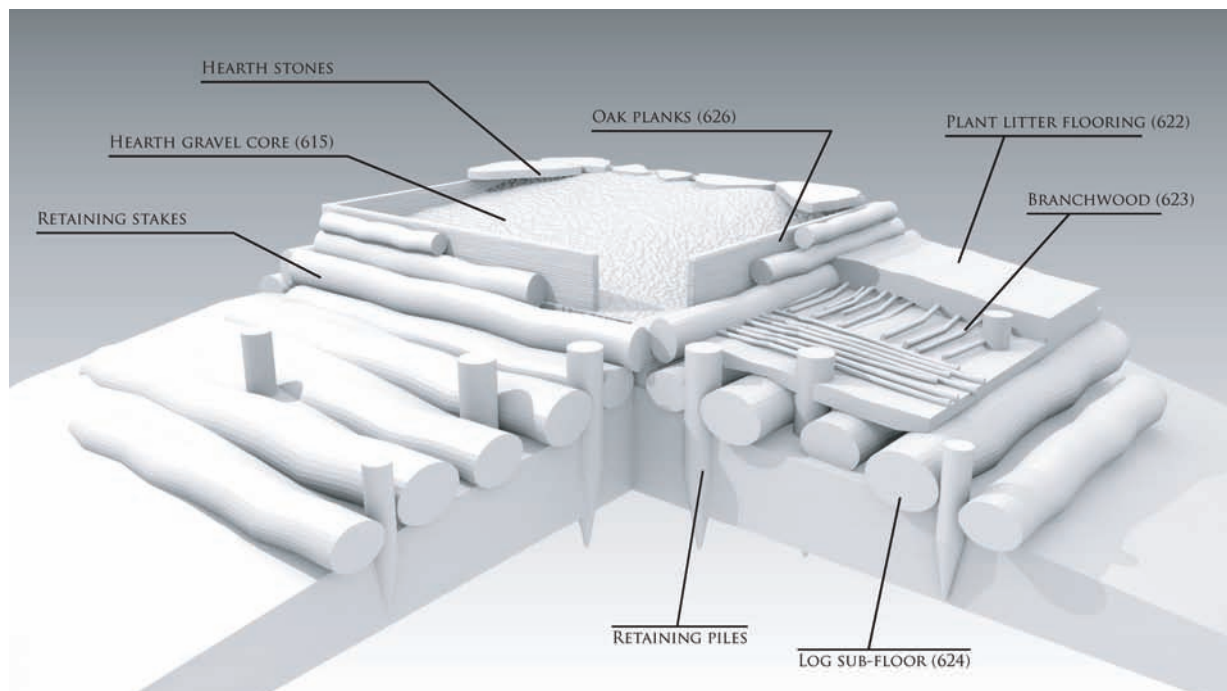 HEARTH STONES
OAK PLANKS (626)
PLANT LITTER FLOORING (622)
HEARTH GRAVEL CORE (615)
BRANCHWOOD (623)
RETAINING STAKES
RETAINING PILES
LOG SUB-FLOOR (624)